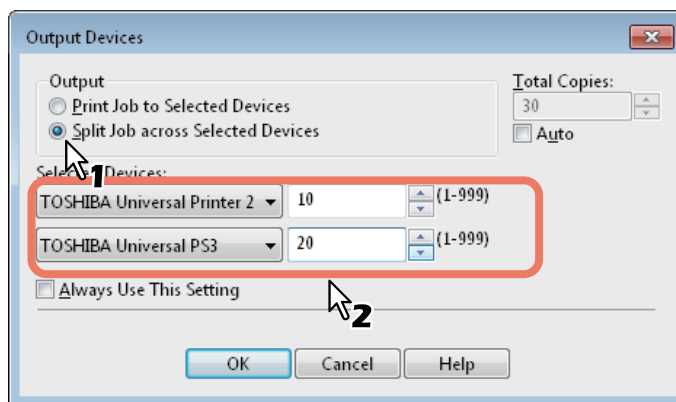 Output Devices
Output
Print Job to Selected Devices
Split Job across Selected Devices
Total Copies:
30
Auto
1
Selected Devices:
TOSHIBA Universal Printer 2 10 (1-999)
TOSHIBA Universal PS3 20 (1-999)
Always Use This Setting
2
OK Cancel Help